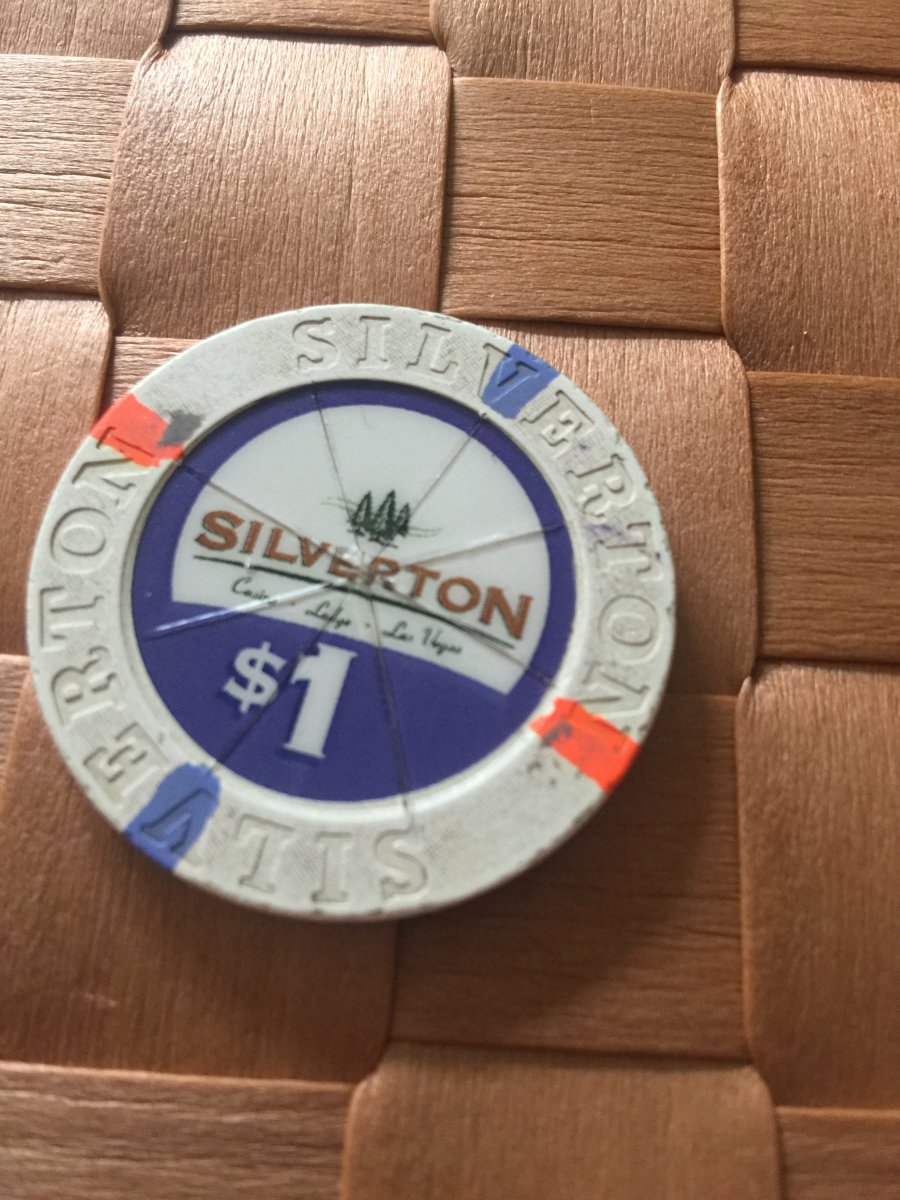 SILVERTON
SILVERTON
SILVERTON
Casino • Lodge • Las Vegas
$1